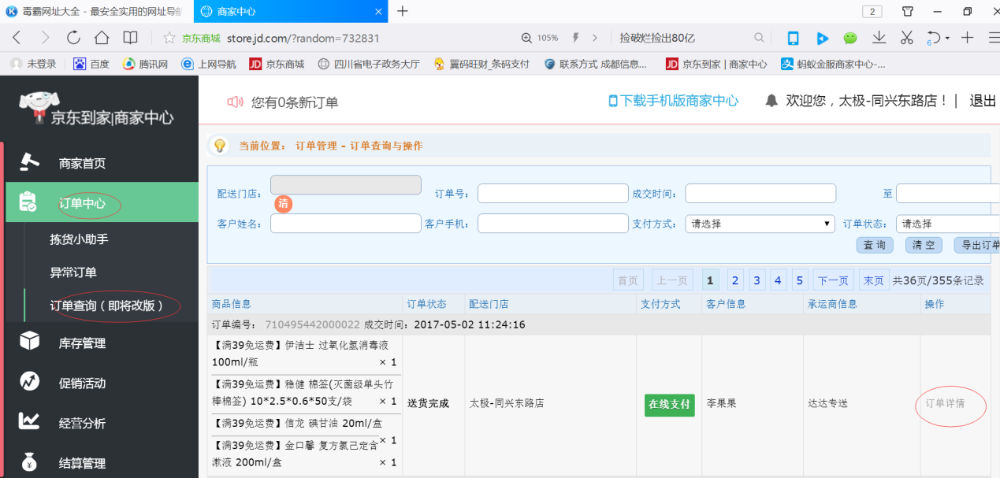 毒霸网址大全 - 最安全实用的网址导航
商家中心
2
京东商城 store.jd.com/?random=732831
105%
捡破烂捡出80亿
6
未登录 百度 腾讯网 上网导航 JD 京东商城 四川省电子政务大厅 翼码旺财_条码支付 联系方式 成都信息... JD 京东到家 | 商家中心 支 蚂蚁金服商家中心-...
京东到家|商家中心
您有0条新订单
下载手机版商家中心
欢迎您，太极-同兴东路店！ | 退出
商家首页
订单中心
拣货小助手
异常订单
订单查询（即将改版）
库存管理
促销活动
经营分析
结算管理
当前位置： 订单管理 - 订单查询与操作
配送门店： 订单号： 成交时间： 至
清
客户姓名： 客户手机： 支付方式： 请选择 订单状态： 请选择
查 询 清 空 导出订单
首页 上一页 1 2 3 4 5 下一页 末页 共36页/355条记录
商品信息 订单状态 配送门店 支付方式 客户信息 承运商信息 操作
订单编号： 710495442000022 成交时间：2017-05-02 11:24:16
【满39免运费】伊洁士 过氧化氢消毒液
100ml/瓶 × 1
【满39免运费】稳健 棉签(灭菌级单头竹
棒棉签) 10*2.5*0.6*50支/袋 × 1
【满39免运费】信龙 碘甘油 20ml/盒
× 1
【满39免运费】金口馨 复方氯己定含
漱液 200ml/盒 × 1
送货完成
太极-同兴东路店
在线支付
李果果
达达专送
订单详情